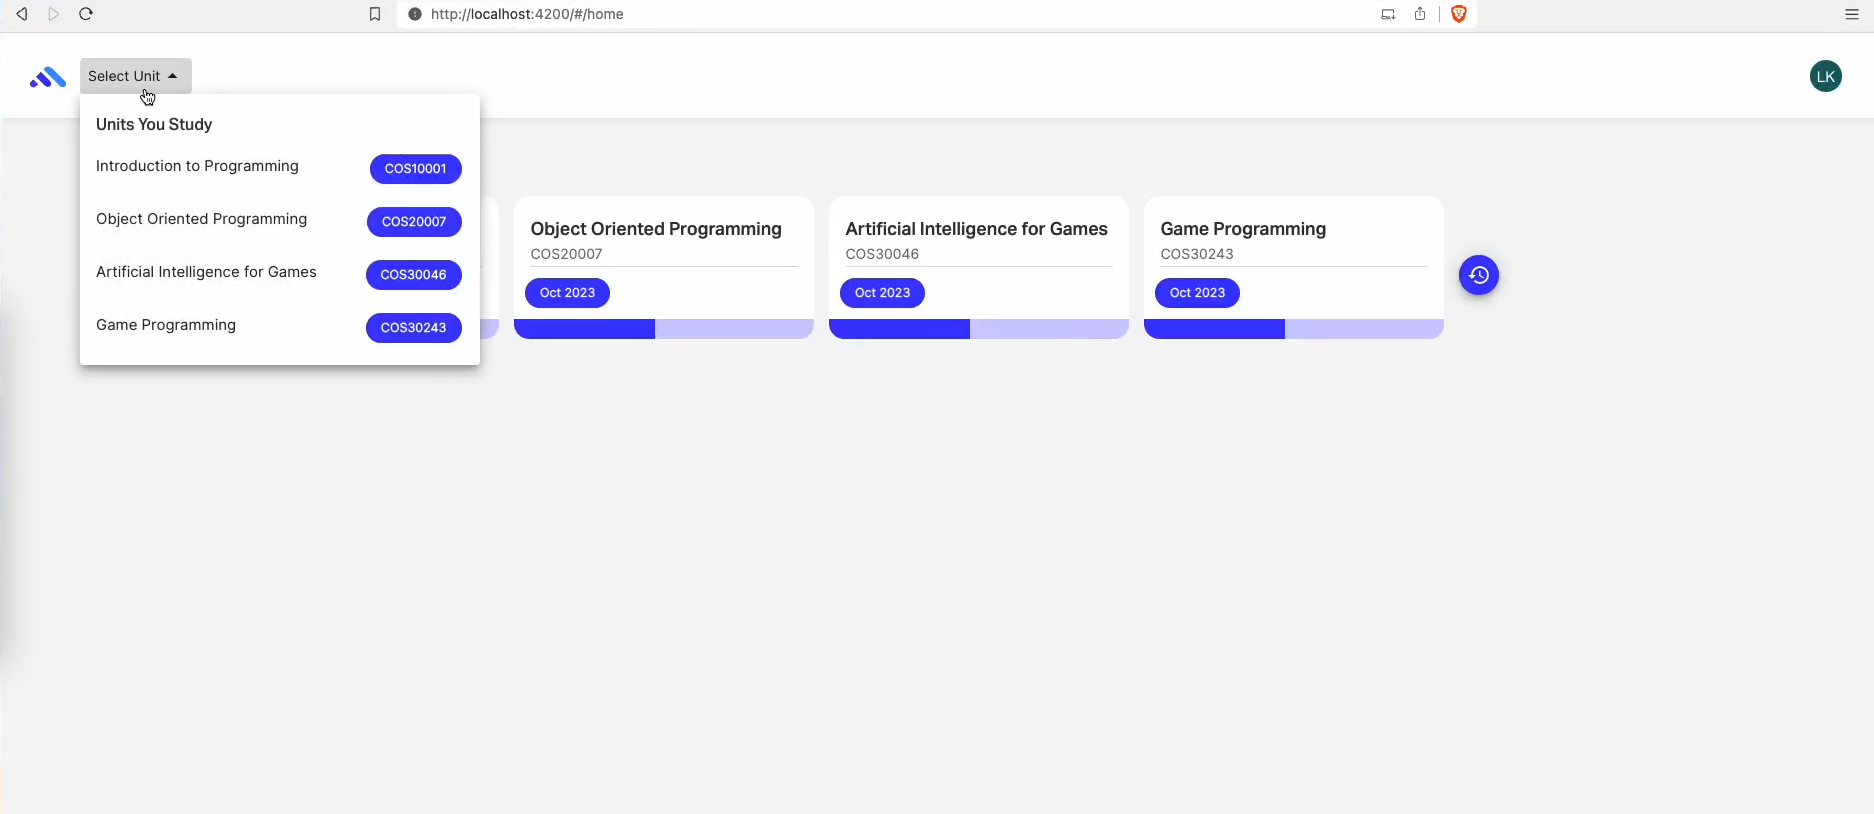 http://localhost:4200/#/home
Select Unit
LK
Units You Study
Introduction to Programming COS10001
Object Oriented Programming COS20007
Artificial Intelligence for Games COS30046
Game Programming COS30243
Object Oriented Programming
COS20007
Oct 2023
Artificial Intelligence for Games
COS30046
Oct 2023
Game Programming
COS30243
Oct 2023